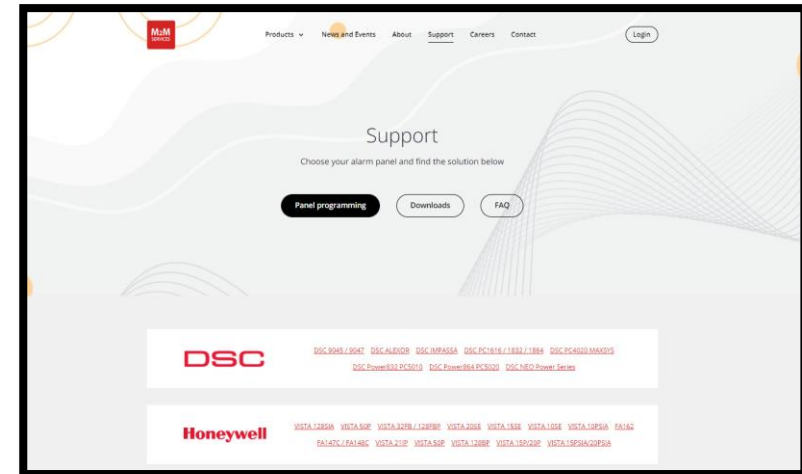 M2M
SERVICES
Products News and Events About Support Careers Contact Login
Support
Choose your alarm panel and find the solution below
Panel programming Downloads FAQ
DSC
DSC 9045 / 9047 DSC ALEXOR DSC IMPASSA DSC PC1616 / 1832 / 1864 DSC PC4020 MAXSYS
DSC Power832 PC5010 DSC Power864 PC5020 DSC NEO Power Series
Honeywell
VISTA 128SIA VISTA 50P VISTA 32FB / 128FBP VISTA 20SE VISTA 15SE VISTA 10SE VISTA 10PSIA FA162
FA147C / FA148C VISTA 21IP VISTA 50P VISTA 128BP VISTA 15P/20P VISTA 15PSIA/20PSIA